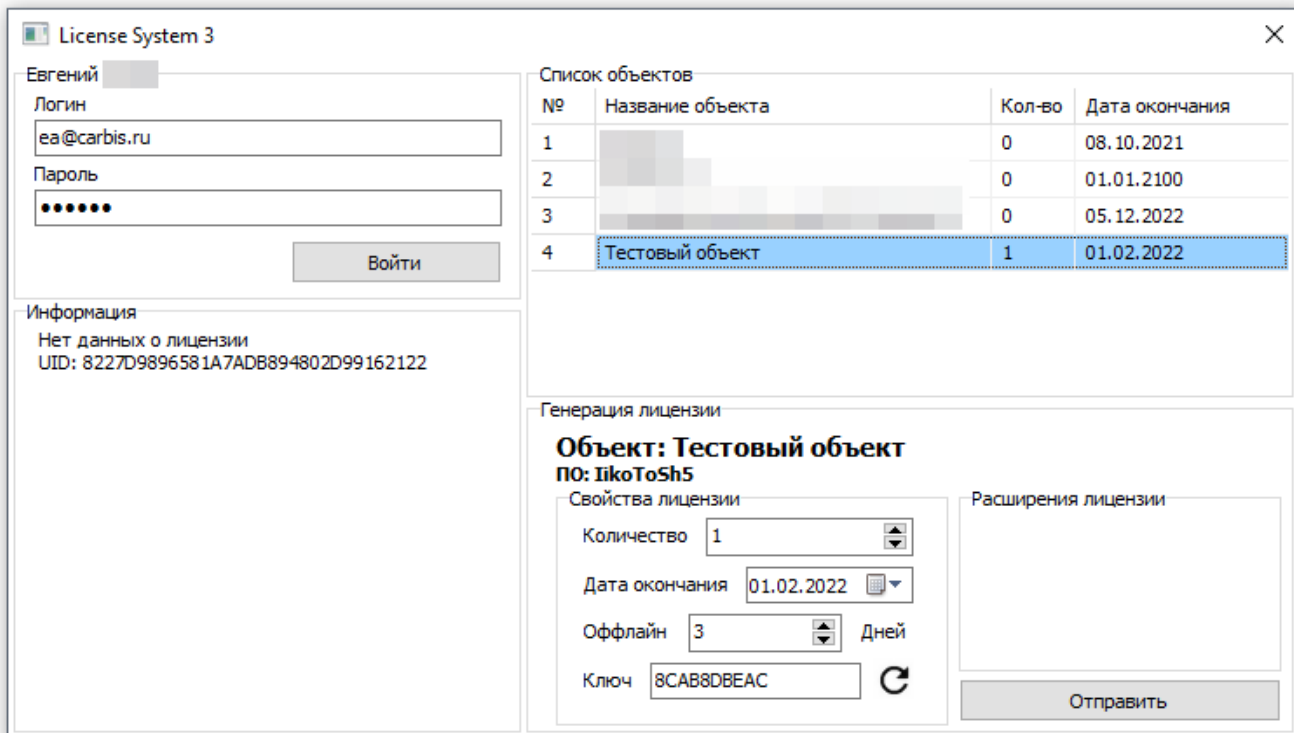 License System 3
Евгений
Логин
ea@carbis.ru
Пароль
●●●●●●
Войти
Информация
Нет данных о лицензии
UID: 8227D9896581A7ADB894802D99162122
Список объектов
№ Название объекта Кол-во Дата окончания
1 0 08.10.2021
2 0 01.01.2100
3 0 05.12.2022
4 Тестовый объект 1 01.02.2022
Генерация лицензии
Объект: Тестовый объект
ПО: IikoToSh5
Свойства лицензии
Количество 1
Дата окончания 01.02.2022
Оффлайн 3 Дней
Ключ 8CAB8DBEAC
Расширения лицензии
Отправить